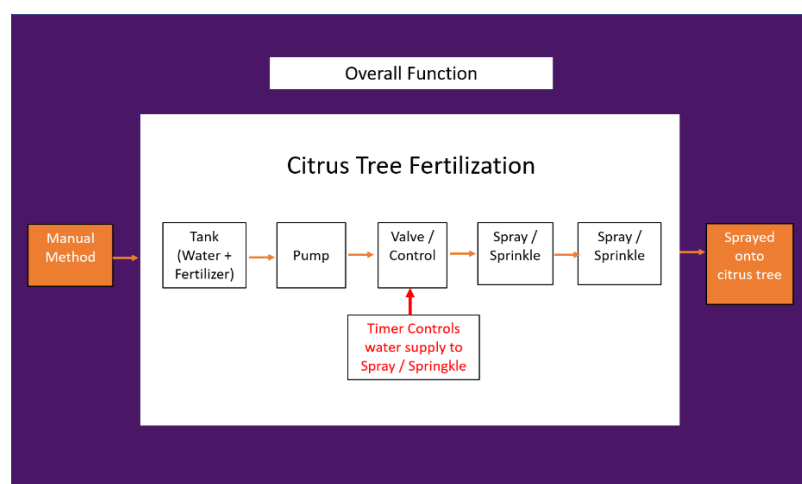 Overall Function
Citrus Tree Fertilization
Manual
Method
Tank
(Water +
Fertilizer)
Pump
Valve /
Control
Spray /
Sprinkle
Spray /
Sprinkle
Sprayed
onto
citrus tree
Timer Controls
water supply to
Spray / Springkle